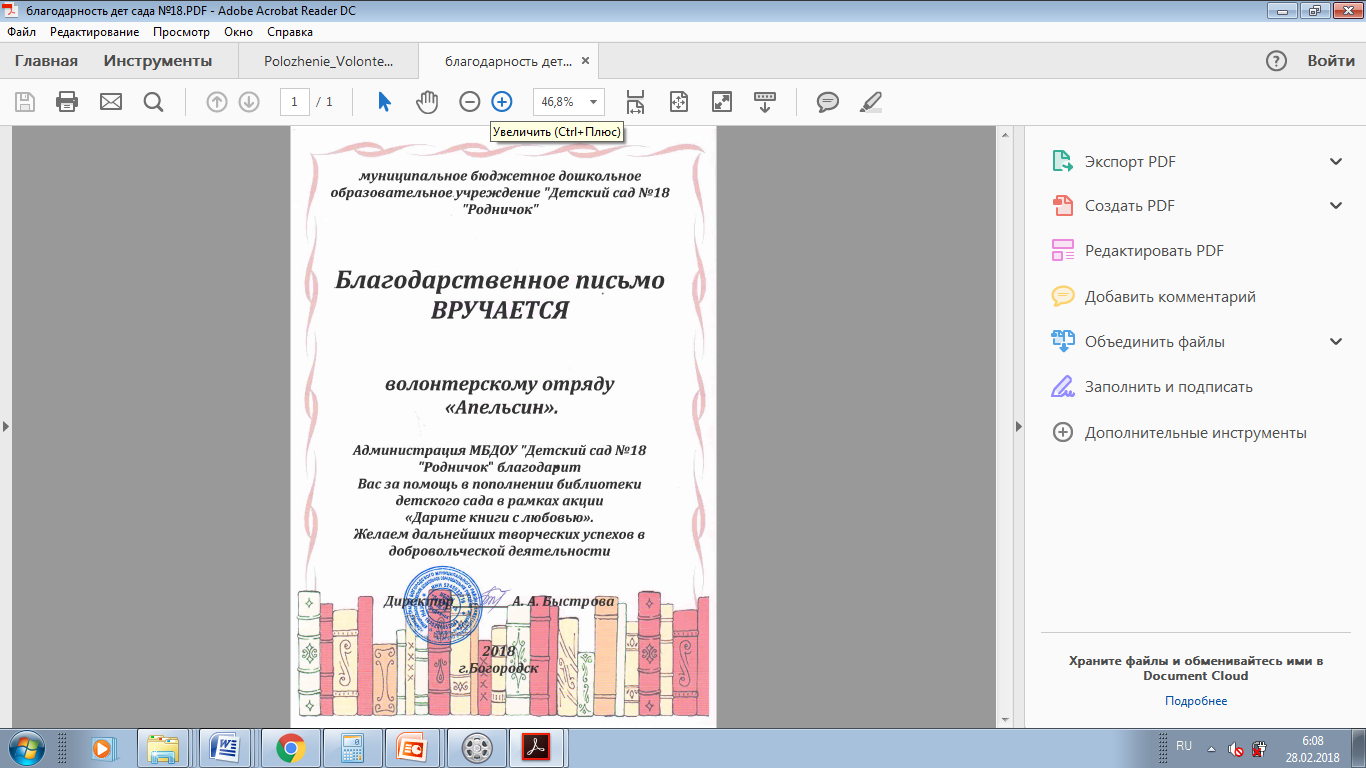 благодарность дет сада №18.PDF - Adobe Acrobat Reader DC
Файл Редактирование Просмотр Окно Справка
Главная Инструменты Polozhenie_Volonte... благодарность дет... × Войти
1 / 1 46,8%
Увеличить (Ctrl+Плюс)
муниципальное бюджетное дошкольное
образовательное учреждение "Детский сад №18
"Родничок"
Благодарственное письмо
ВРУЧАЕТСЯ
волонтерскому отряду
«Апельсин».
Администрация МБДОУ "Детский сад №18
"Родничок" благодарит
Вас за помощь в пополнении библиотеки
детского сада в рамках акции
«Дарите книги с любовью».
Желаем дальнейших творческих успехов в
добровольческой деятельности
Директор А. А. Быстрова
2018
г.Богородск
Экспорт PDF
Создать PDF
Редактировать PDF
Добавить комментарий
Объединить файлы
Заполнить и подписать
Дополнительные инструменты
Храните файлы и обменивайтесь ими в
Document Cloud
Подробнее
RU
6:08
28.02.2018